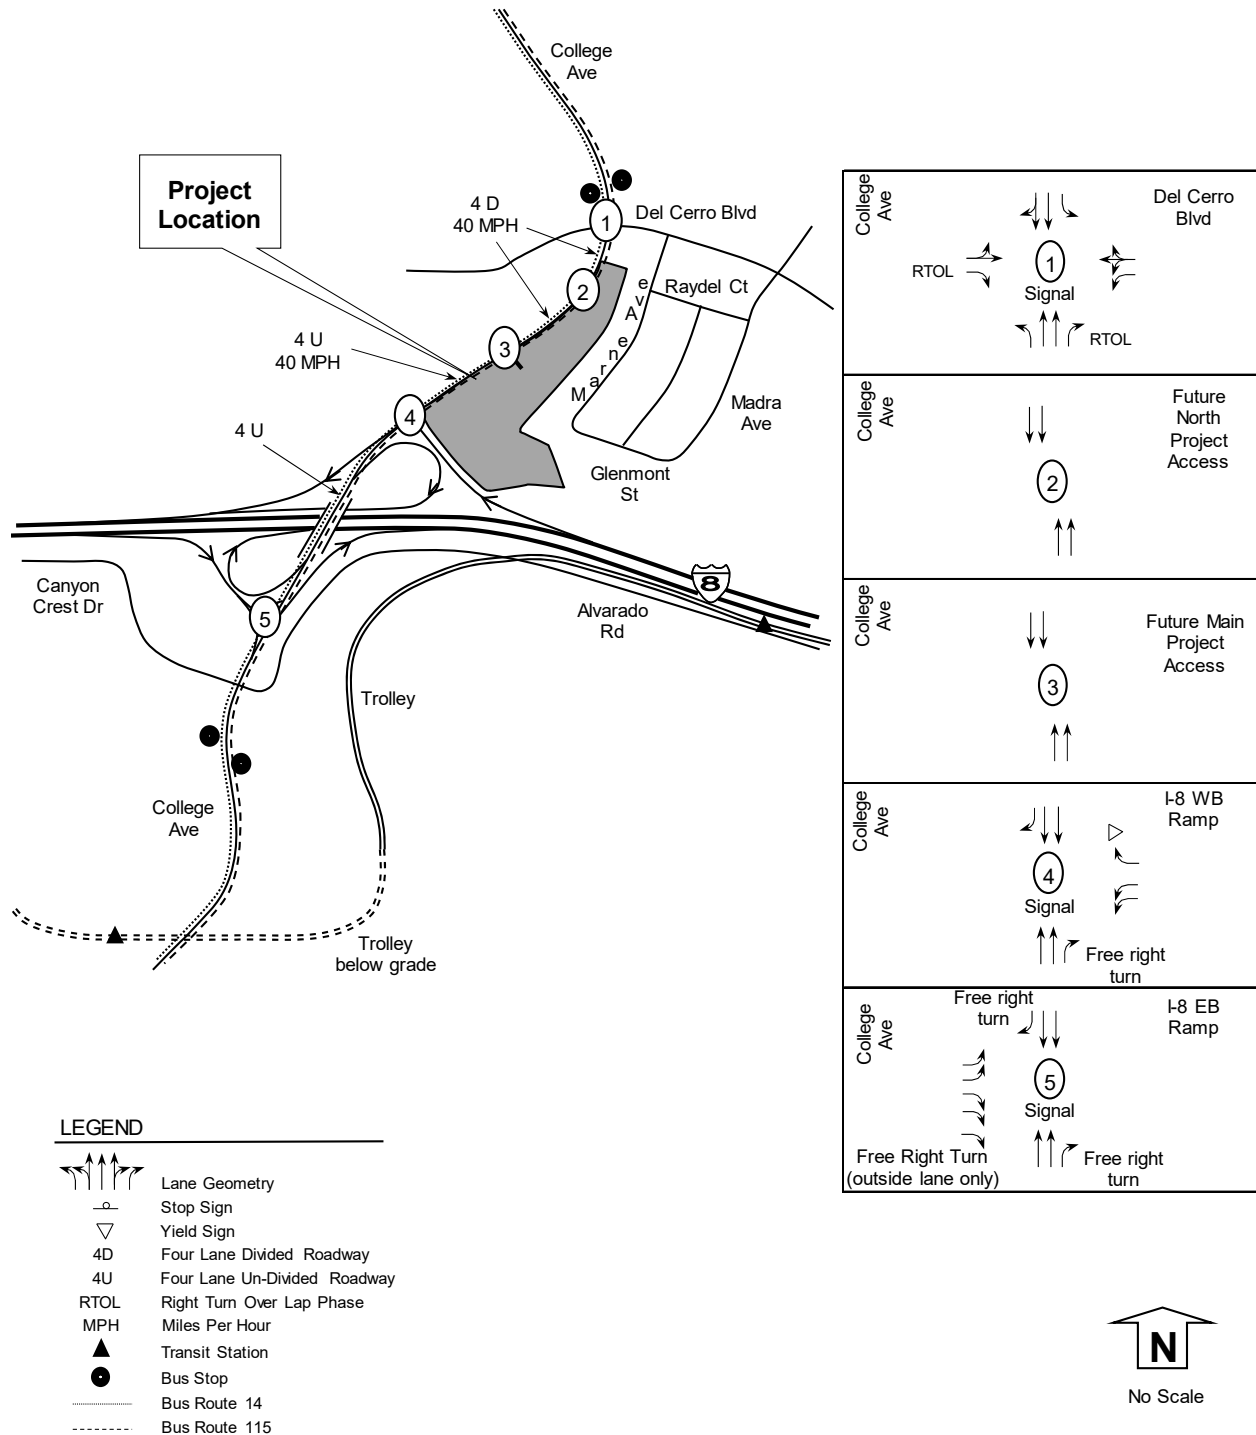 College
Ave
Project
Location
4 D
40 MPH
1
Del Cerro Blvd
2
Marne Ave
Raydel Ct
4 U
40 MPH
3
Madra
Ave
4
4 U
Glenmont
St
8
Canyon
Crest Dr
Alvarado
Rd
5
Trolley
College
Ave
Trolley
below grade
College
Ave
Del Cerro
Blvd
RTOL
1
Signal
RTOL
College
Ave
Future
North
Project
Access
2
College
Ave
Future Main
Project
Access
3
College
Ave
I-8 WB
Ramp
4
Signal
Free right
turn
College
Ave
Free right
turn
I-8 EB
Ramp
5
Signal
Free Right Turn
(outside lane only)
Free right
turn
LEGEND
Lane Geometry
Stop Sign
Yield Sign
4D Four Lane Divided Roadway
4U Four Lane Un-Divided Roadway
RTOL Right Turn Over Lap Phase
MPH Miles Per Hour
Transit Station
Bus Stop
Bus Route 14
Bus Route 115
N
No Scale